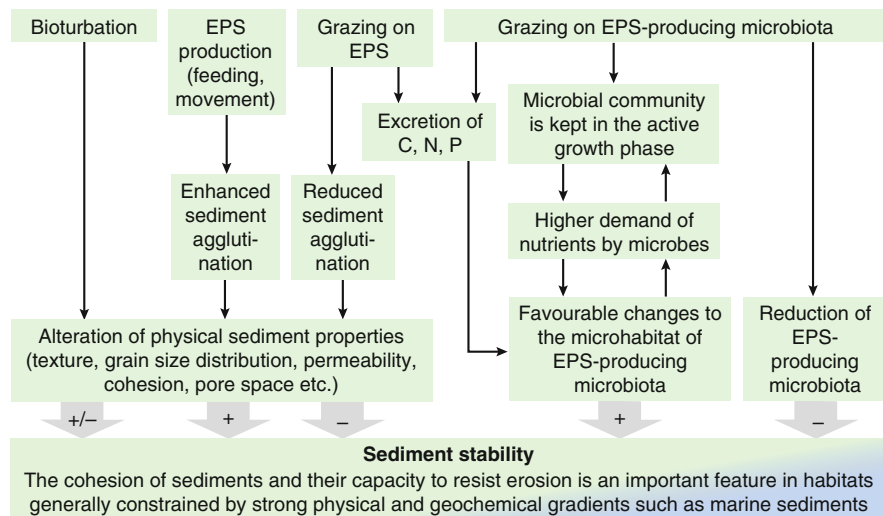 Bioturbation
EPS
production
(feeding,
movement)
Grazing on
EPS
Grazing on EPS-producing microbiota
Excretion of
C, N, P
Microbial community
is kept in the active
growth phase
Enhanced
sediment
aggluti-
nation
Reduced
sediment
aggluti-
nation
Higher demand of
nutrients by microbes
Alteration of physical sediment properties
(texture, grain size distribution, permeability,
cohesion, pore space etc.)
Favourable changes to
the microhabitat of
EPS-producing
microbiota
Reduction of
EPS-
producing
microbiota
+/–
+
–
+
–
Sediment stability
The cohesion of sediments and their capacity to resist erosion is an important feature in habitats
generally constrained by strong physical and geochemical gradients such as marine sediments